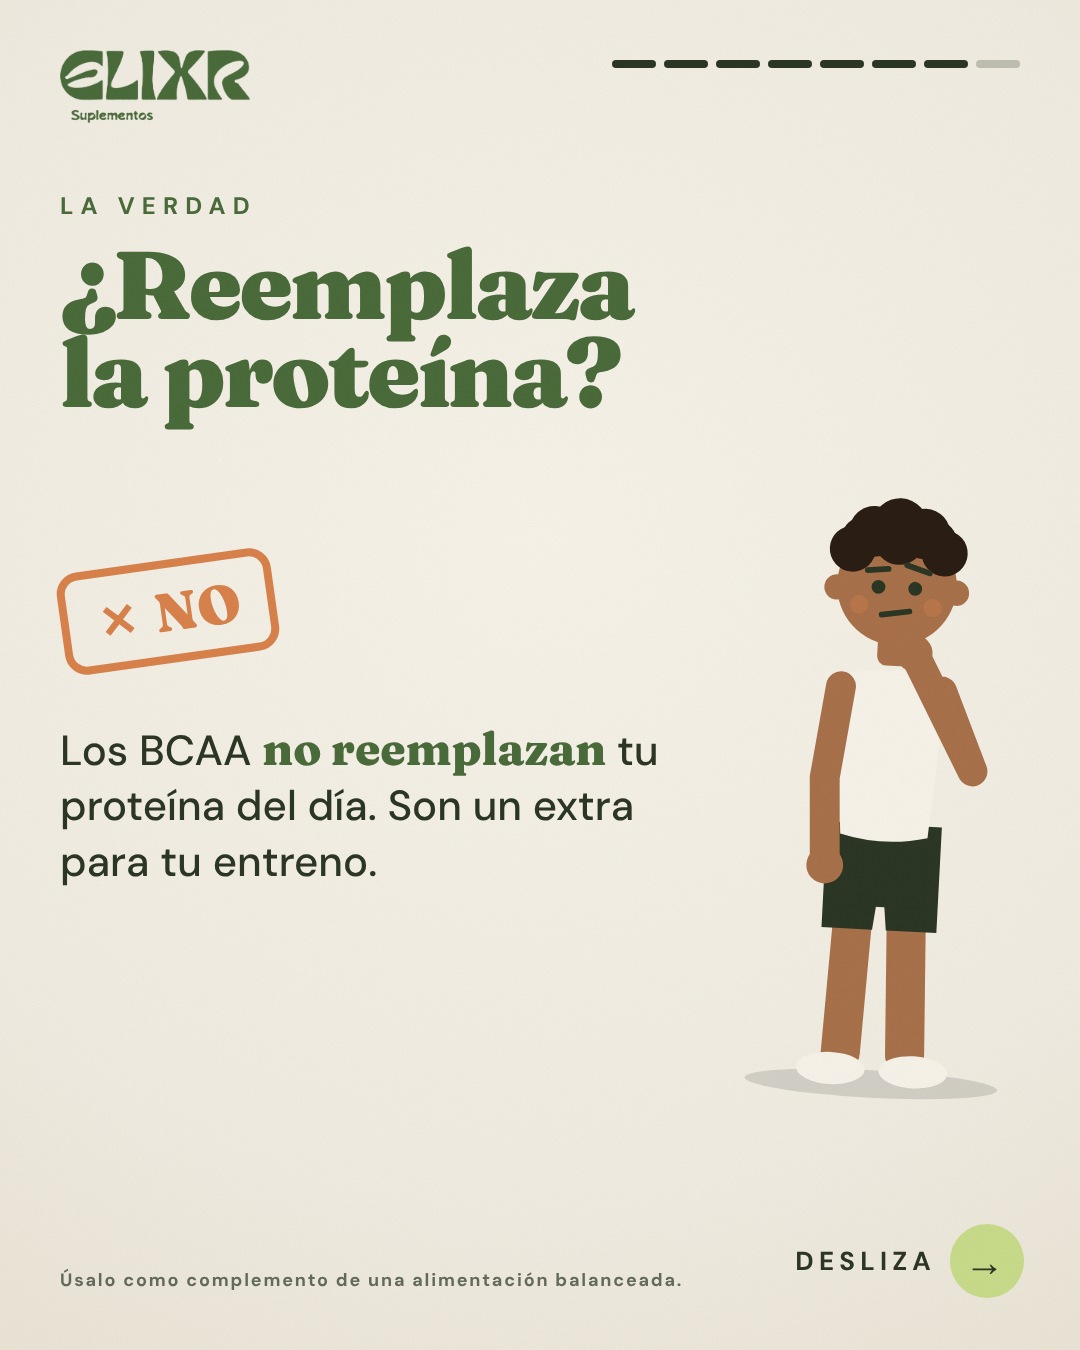 ELIXR
Suplementos
LA VERDAD
¿Reemplaza
la proteína?
× NO
Los BCAA no reemplazan tu
proteína del día. Son un extra
para tu entreno.
Úsalo como complemento de una alimentación balanceada.
DESLIZA →